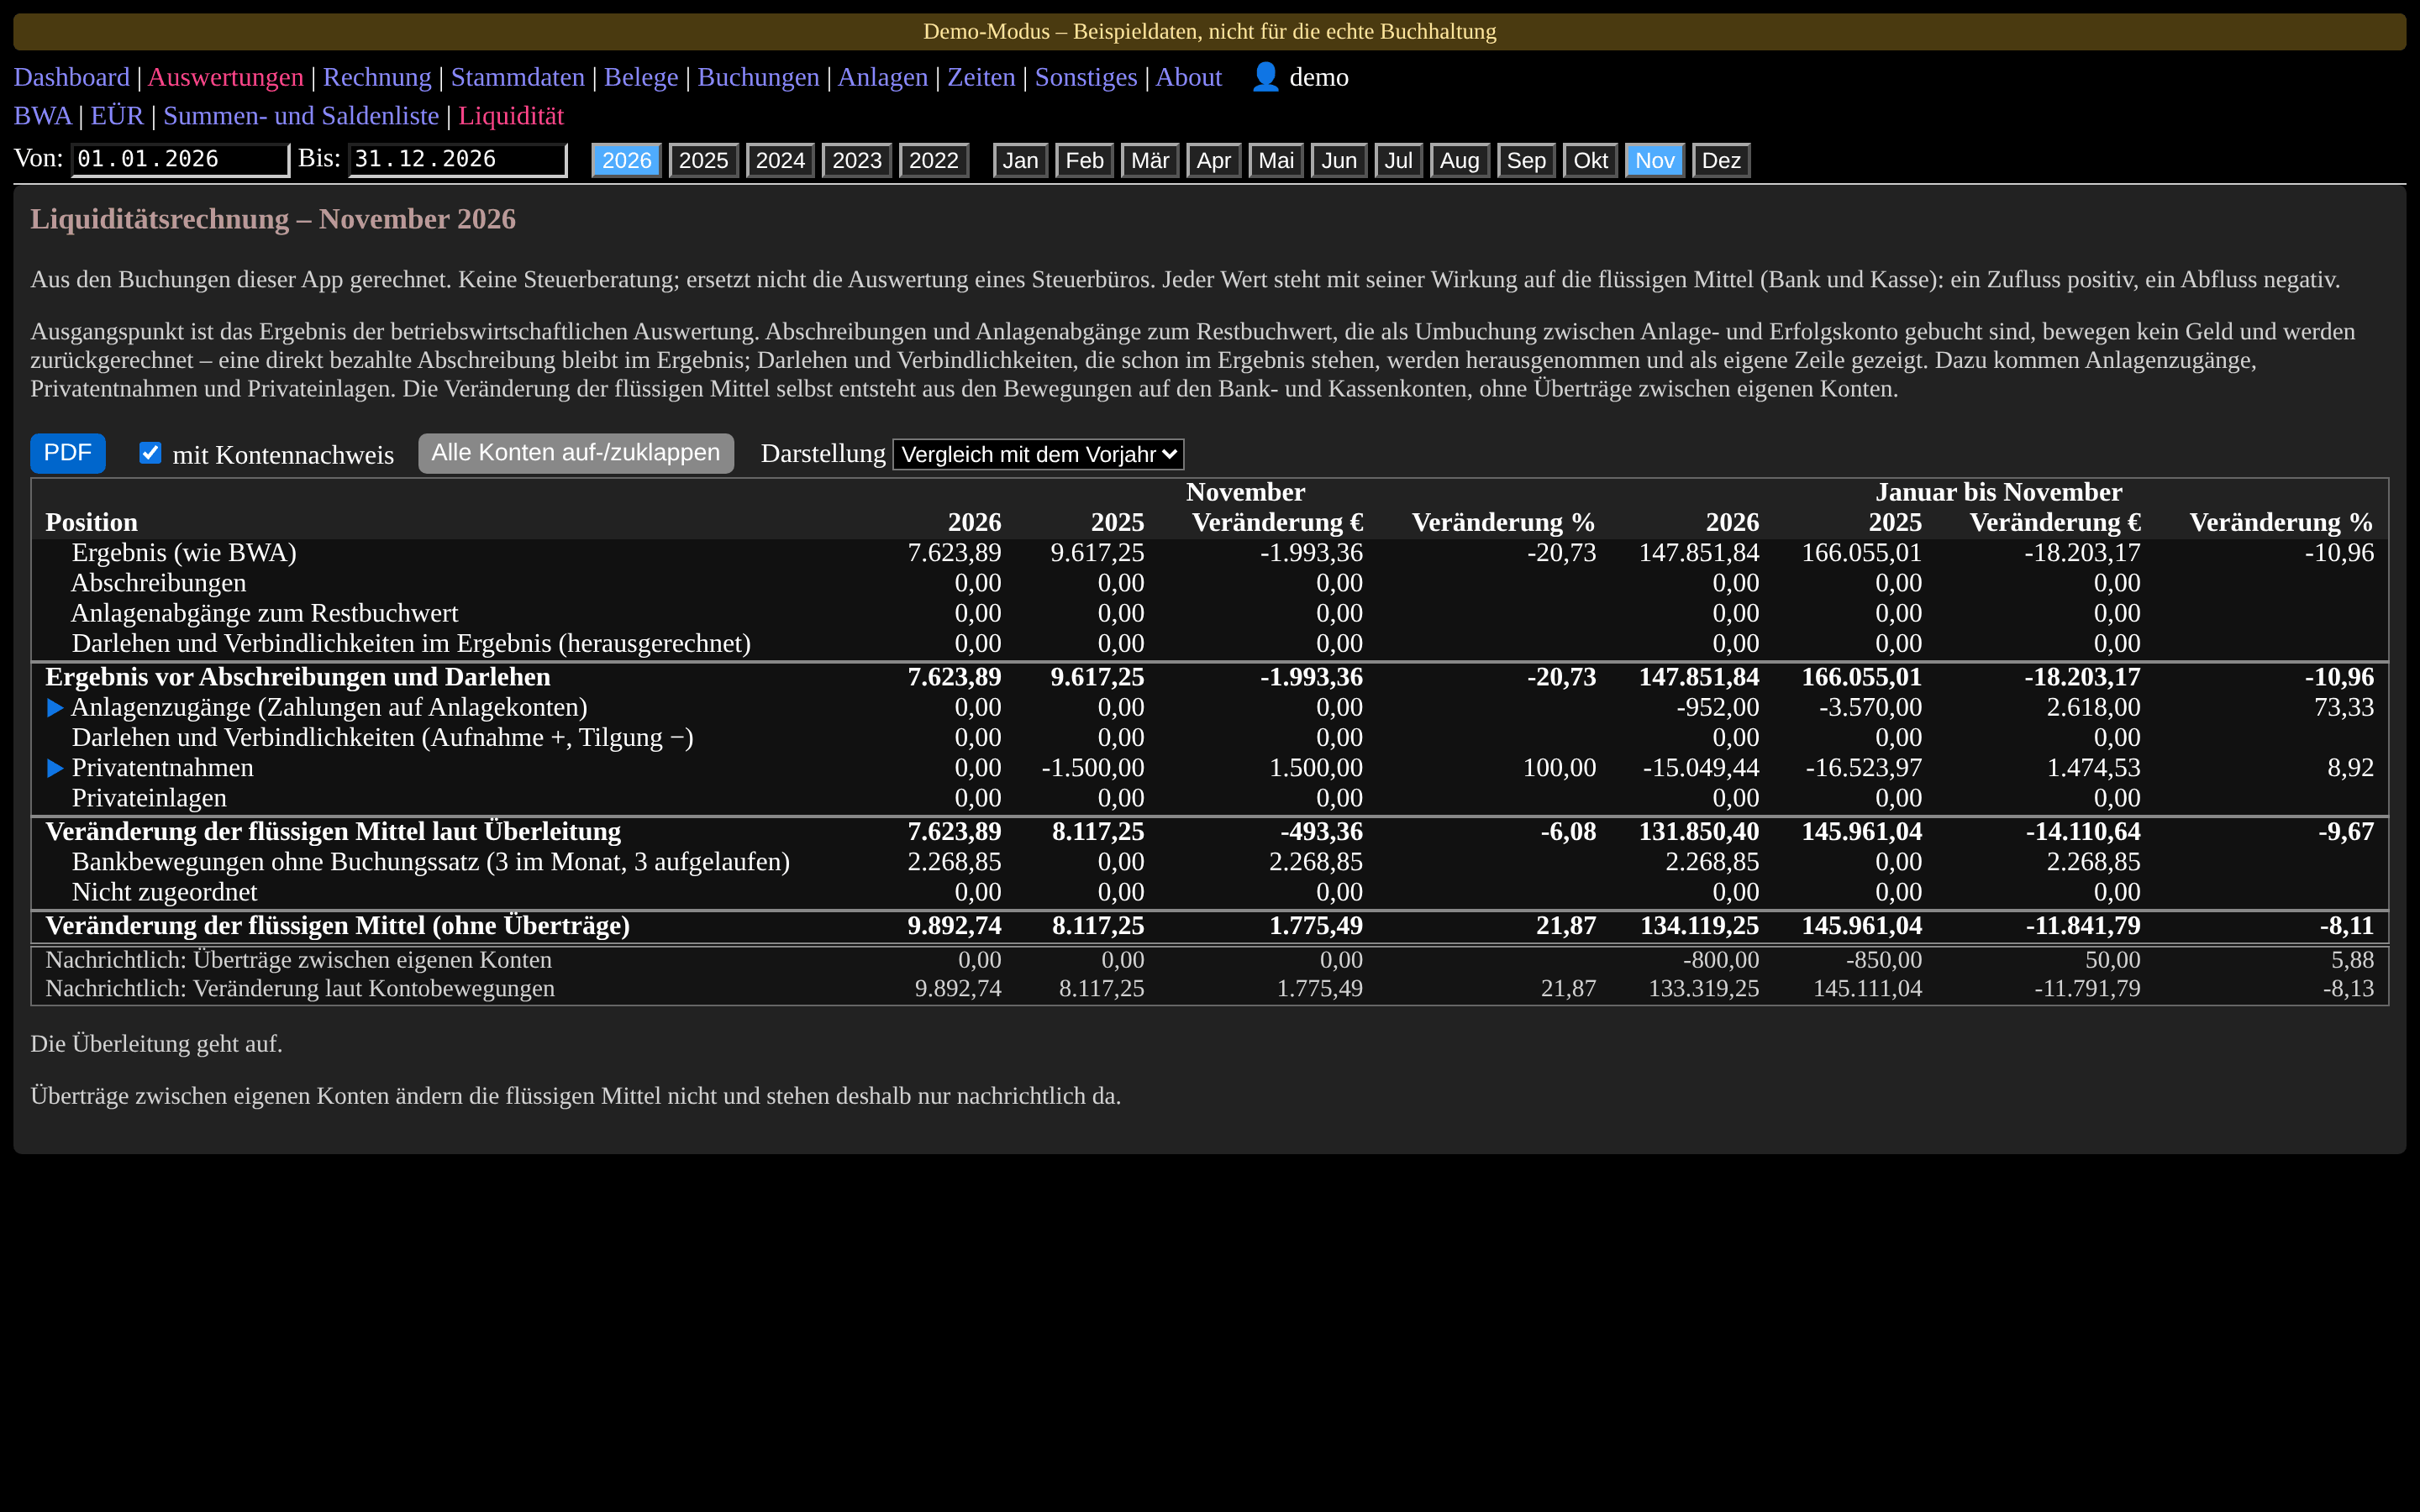 Demo-Modus – Beispieldaten, nicht für die echte Buchhaltung
Dashboard | Auswertungen | Rechnung | Stammdaten | Belege | Buchungen | Anlagen | Zeiten | Sonstiges | About 👤 demo
BWA | EÜR | Summen- und Saldenliste | Liquidität
Von: 01.01.2026 Bis: 31.12.2026 2026 2025 2024 2023 2022 Jan Feb Mär Apr Mai Jun Jul Aug Sep Okt Nov Dez
Liquiditätsrechnung – November 2026
Aus den Buchungen dieser App gerechnet. Keine Steuerberatung; ersetzt nicht die Auswertung eines Steuerbüros. Jeder Wert steht mit seiner Wirkung auf die flüssigen Mittel (Bank und Kasse): ein Zufluss positiv, ein Abfluss negativ.
Ausgangspunkt ist das Ergebnis der betriebswirtschaftlichen Auswertung. Abschreibungen und Anlagenabgänge zum Restbuchwert, die als Umbuchung zwischen Anlage- und Erfolgskonto gebucht sind, bewegen kein Geld und werden
zurückgerechnet – eine direkt bezahlte Abschreibung bleibt im Ergebnis; Darlehen und Verbindlichkeiten, die schon im Ergebnis stehen, werden herausgenommen und als eigene Zeile gezeigt. Dazu kommen Anlagenzugänge,
Privatentnahmen und Privateinlagen. Die Veränderung der flüssigen Mittel selbst entsteht aus den Bewegungen auf den Bank- und Kassenkonten, ohne Überträge zwischen eigenen Konten.
PDF mit Kontennachweis Alle Konten auf-/zuklappen Darstellung Vergleich mit dem Vorjahr
November Januar bis November
Position 2026 2025 Veränderung € Veränderung % 2026 2025 Veränderung € Veränderung %
Ergebnis (wie BWA) 7.623,89 9.617,25 -1.993,36 -20,73 147.851,84 166.055,01 -18.203,17 -10,96
Abschreibungen 0,00 0,00 0,00 0,00 0,00 0,00
Anlagenabgänge zum Restbuchwert 0,00 0,00 0,00 0,00 0,00 0,00
Darlehen und Verbindlichkeiten im Ergebnis (herausgerechnet) 0,00 0,00 0,00 0,00 0,00 0,00
Ergebnis vor Abschreibungen und Darlehen 7.623,89 9.617,25 -1.993,36 -20,73 147.851,84 166.055,01 -18.203,17 -10,96
▶ Anlagenzugänge (Zahlungen auf Anlagekonten) 0,00 0,00 0,00 -952,00 -3.570,00 2.618,00 73,33
Darlehen und Verbindlichkeiten (Aufnahme +, Tilgung −) 0,00 0,00 0,00 0,00 0,00 0,00
▶ Privatentnahmen 0,00 -1.500,00 1.500,00 100,00 -15.049,44 -16.523,97 1.474,53 8,92
Privateinlagen 0,00 0,00 0,00 0,00 0,00 0,00
Veränderung der flüssigen Mittel laut Überleitung 7.623,89 8.117,25 -493,36 -6,08 131.850,40 145.961,04 -14.110,64 -9,67
Bankbewegungen ohne Buchungssatz (3 im Monat, 3 aufgelaufen) 2.268,85 0,00 2.268,85 2.268,85 0,00 2.268,85
Nicht zugeordnet 0,00 0,00 0,00 0,00 0,00 0,00
Veränderung der flüssigen Mittel (ohne Überträge) 9.892,74 8.117,25 1.775,49 21,87 134.119,25 145.961,04 -11.841,79 -8,11
Nachrichtlich: Überträge zwischen eigenen Konten 0,00 0,00 0,00 -800,00 -850,00 50,00 5,88
Nachrichtlich: Veränderung laut Kontobewegungen 9.892,74 8.117,25 1.775,49 21,87 133.319,25 145.111,04 -11.791,79 -8,13
Die Überleitung geht auf.
Überträge zwischen eigenen Konten ändern die flüssigen Mittel nicht und stehen deshalb nur nachrichtlich da.